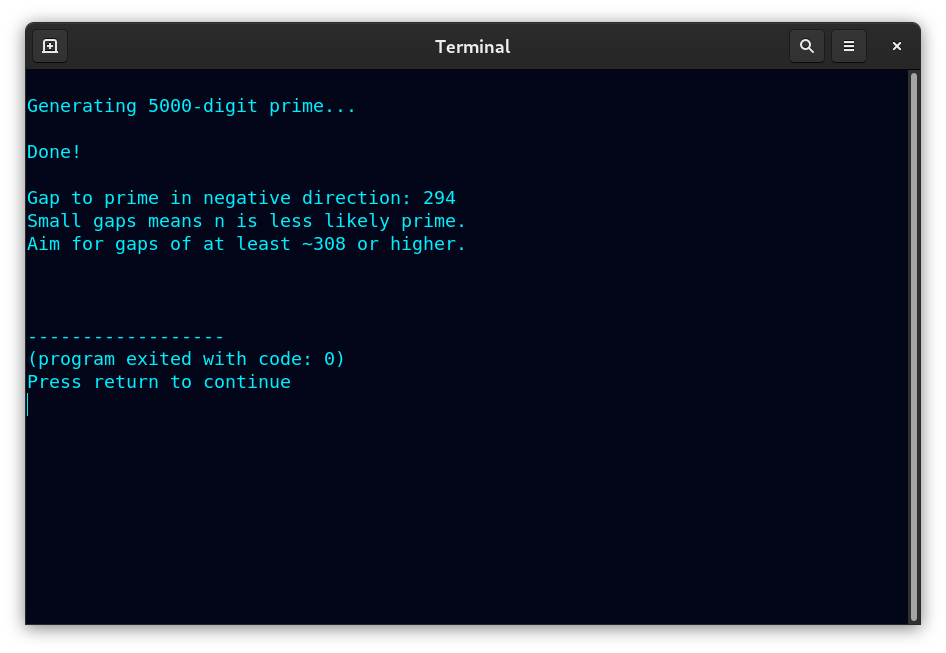 Terminal
Generating 5000-digit prime...
Done!
Gap to prime in negative direction: 294
Small gaps means n is less likely prime.
Aim for gaps of at least ~308 or higher.
------------------
(program exited with code: 0)
Press return to continue